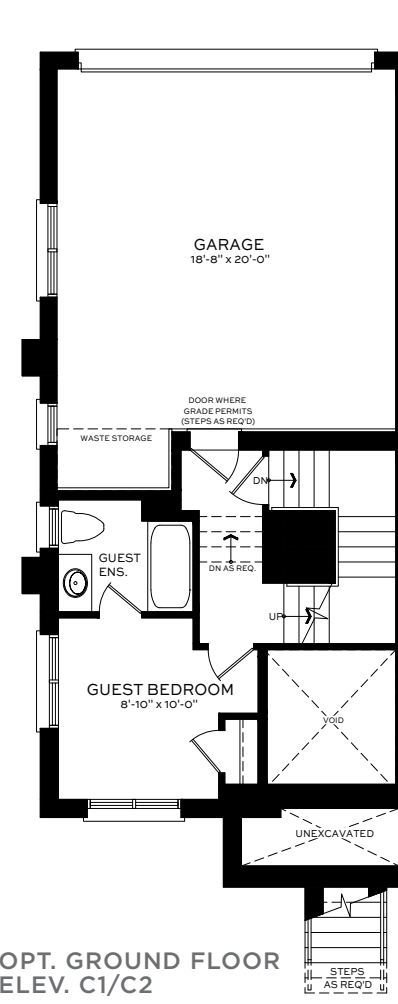 GARAGE
18'-8" x 20'-0"
DOOR WHERE
GRADE PERMITS
(STEPS AS REQ'D)
WASTE STORAGE
DN
GUEST
ENS.
DN AS REQ.
UP
GUEST BEDROOM
8'-10" x 10'-0"
VOID
UNEXCAVATED
STEPS
AS REQ'D
OPT. GROUND FLOOR
ELEV. C1/C2